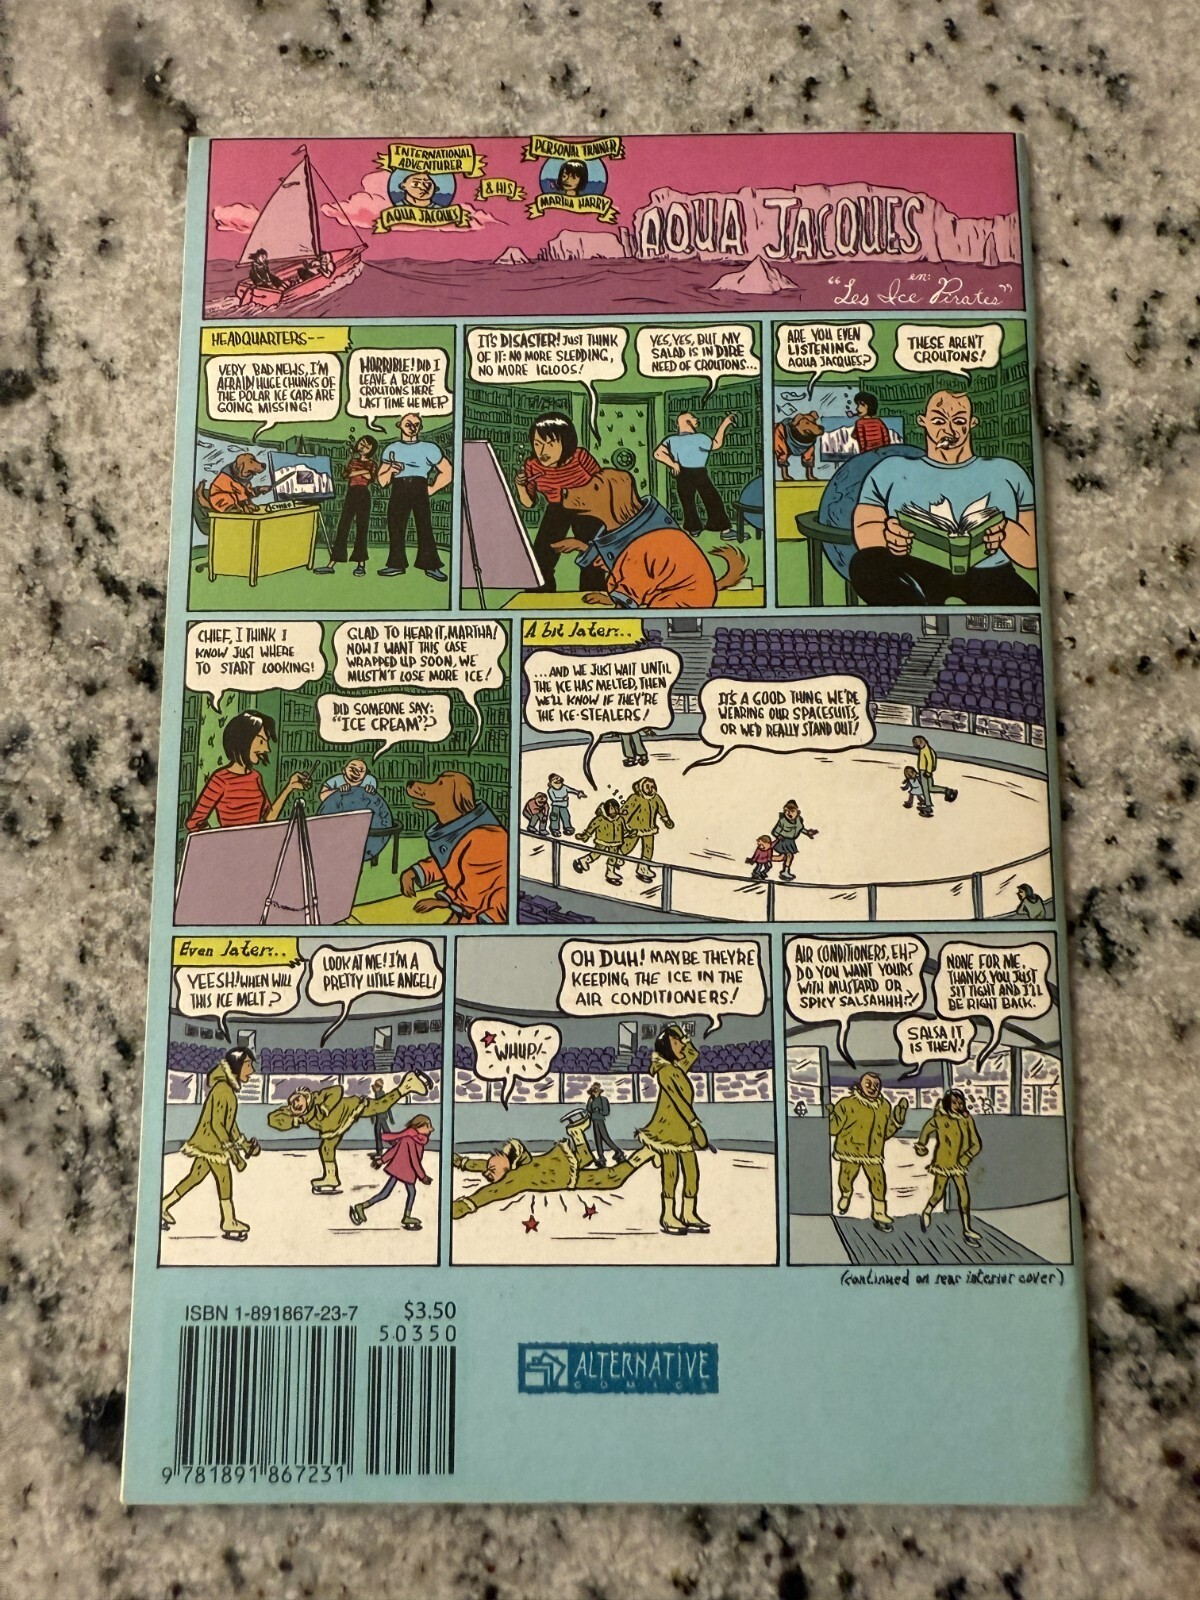 INTERNATIONAL
ADVENTURER
AQUA JACQUES
& HIS
PERSONAL TRAINER
MARTHA HARRY
AQUA JACQUES
en:
"Les Ice Pirates"
HEADQUARTERS--
VERY BAD NEWS, I'M
AFRAID! HUGE CHUNKS OF
THE POLAR ICE CAPS ARE
GOING MISSING!
HORRIBLE! DID I
LEAVE A BOX OF
CROUTONS HERE
LAST TIME WE MET?
IT'S DISASTER! JUST THINK
OF IT: NO MORE SLEDDING,
NO MORE IGLOOS!
YES, YES, BUT MY
SALAD IS IN DIRE
NEED OF CROUTONS...
ARE YOU EVEN
LISTENING,
AQUA JACQUES?
THESE AREN'T
CROUTONS!
CHIEF, I THINK I
KNOW JUST WHERE
TO START LOOKING!
GLAD TO HEAR IT, MARTHA!
NOW I WANT THIS CASE
WRAPPED UP SOON, WE
MUSTN'T LOSE MORE ICE!
DID SOMEONE SAY:
"ICE CREAM"?
A bit later...
...AND WE JUST WAIT UNTIL
THE ICE HAS MELTED, THEN
WE'LL KNOW IF THEY'RE
THE ICE-STEALERS!
IT'S A GOOD THING WE'RE
WEARING OUR SPACESUITS,
OR WE'D REALLY STAND OUT!
Even later...
YEESH! WHEN WILL
THIS ICE MELT?
LOOK AT ME! I'M A
PRETTY LITTLE ANGEL!
OH DUH! MAYBE THEY'RE
KEEPING THE ICE IN THE
AIR CONDITIONERS!
-WHUP!-
AIR CONDITIONERS, EH?
DO YOU WANT YOURS
WITH MUSTARD OR
SPICY SALSAHHH?!
NONE FOR ME,
THANKS, YOU JUST
SIT TIGHT AND I'LL
BE RIGHT BACK.
SALSA IT
IS THEN!
(continued on rear interior cover)
ISBN 1-891867-23-7 $3.50
50350
9 781891 867231
ALTERNATIVE
COMICS